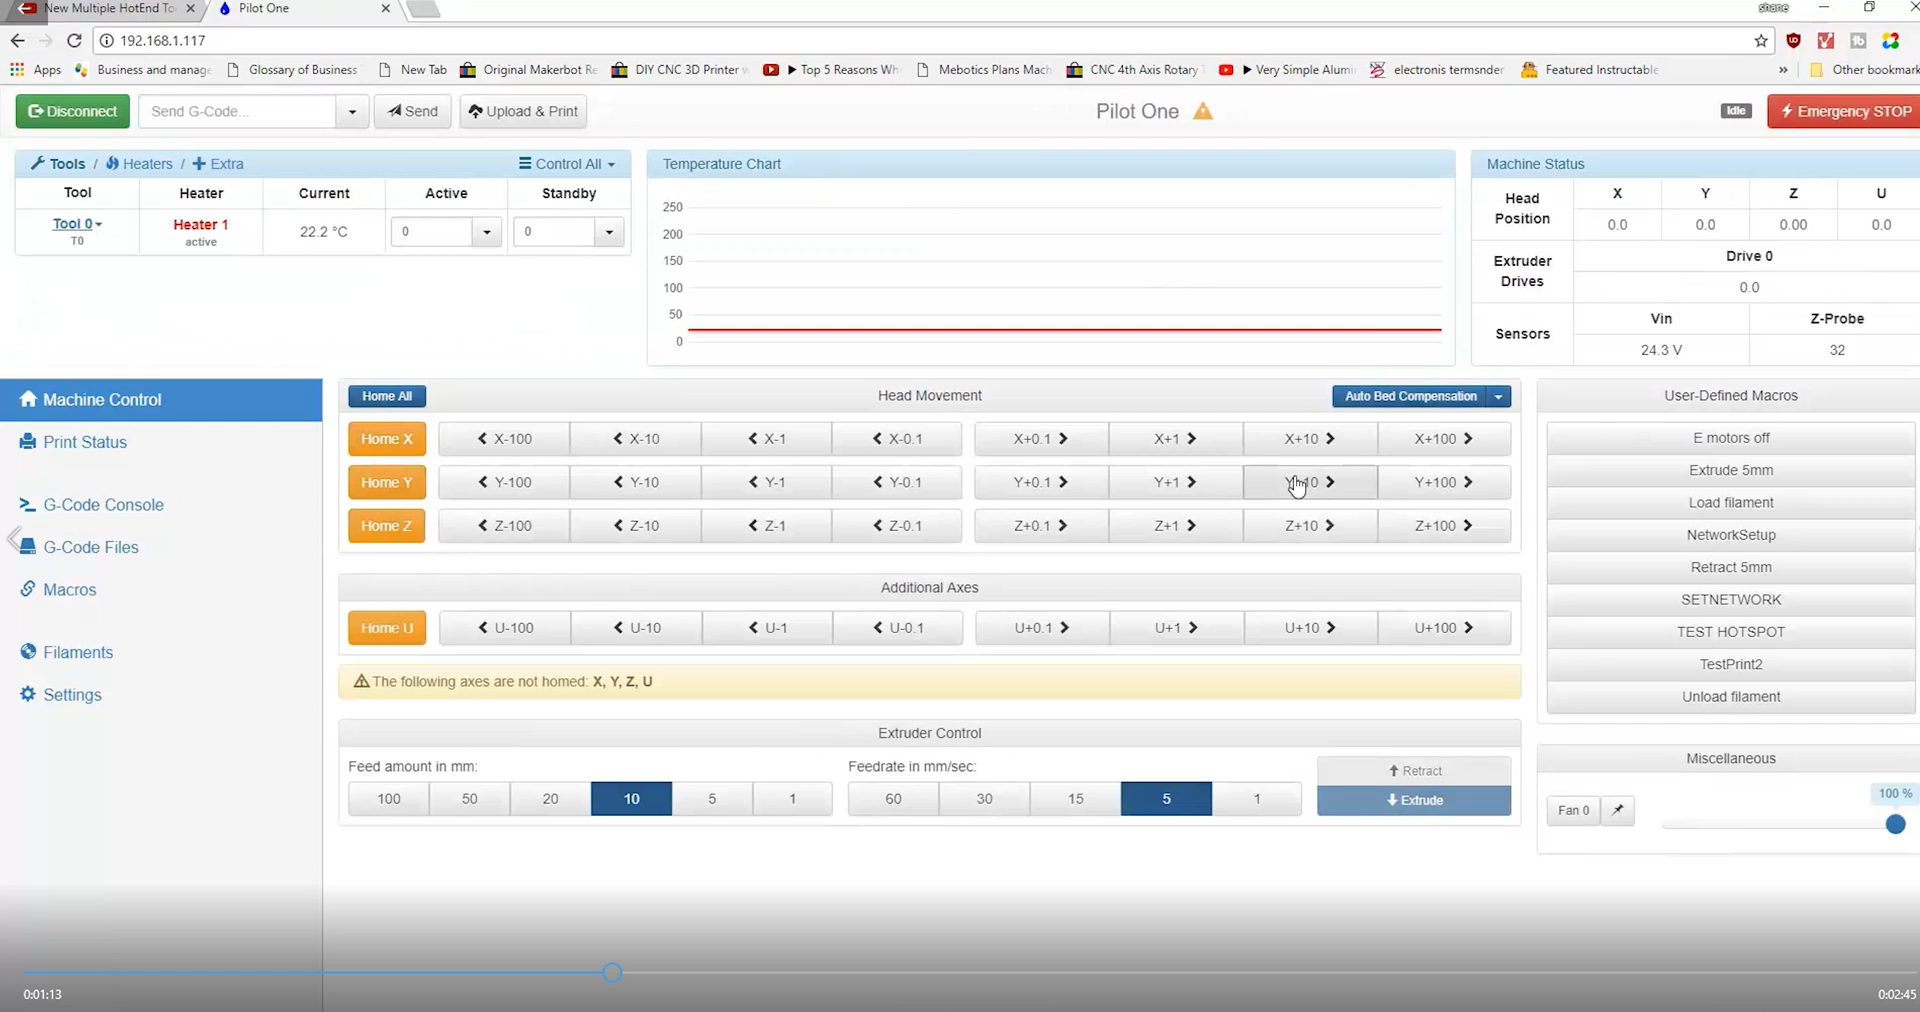 New Multiple HotEnd To
Pilot One
shane
192.168.1.117
Apps
Business and manage
Glossary of Business
New Tab
Original Makerbot Re
DIY CNC 3D Printer w
Top 5 Reasons Wh
Mebotics Plans Mach
CNC 4th Axis Rotary
Very Simple Alumi
electronis termsnder
Featured Instructable
»
Other bookmark
Disconnect
Send G-Code...
Send
Upload & Print
Pilot One
Idle
Emergency STOP
Tools / Heaters / Extra
Control All
Tool Heater Current Active Standby
Tool 0
T0
Heater 1
active
22.2 °C
0
0
Temperature Chart
250
200
150
100
50
0
Machine Status
Head Position
X Y Z U
0.0 0.0 0.00 0.0
Extruder Drives
Drive 0
0.0
Sensors
Vin Z-Probe
24.3 V 32
Machine Control
Print Status
G-Code Console
G-Code Files
Macros
Filaments
Settings
Home All
Head Movement
Auto Bed Compensation
Home X X-100 X-10 X-1 X-0.1 X+0.1 X+1 X+10 X+100
Home Y Y-100 Y-10 Y-1 Y-0.1 Y+0.1 Y+1 Y+100
Home Z Z-100 Z-10 Z-1 Z-0.1 Z+0.1 Z+1 Z+10 Z+100
Additional Axes
Home U U-100 U-10 U-1 U-0.1 U+0.1 U+1 U+10 U+100
The following axes are not homed: X, Y, Z, U
Extruder Control
Feed amount in mm:
100 50 20 10 5 1
Feedrate in mm/sec:
60 30 15 5 1
Retract
Extrude
User-Defined Macros
E motors off
Extrude 5mm
Load filament
NetworkSetup
Retract 5mm
SETNETWORK
TEST HOTSPOT
TestPrint2
Unload filament
Miscellaneous
100 %
Fan 0
0:01:13
0:02:45